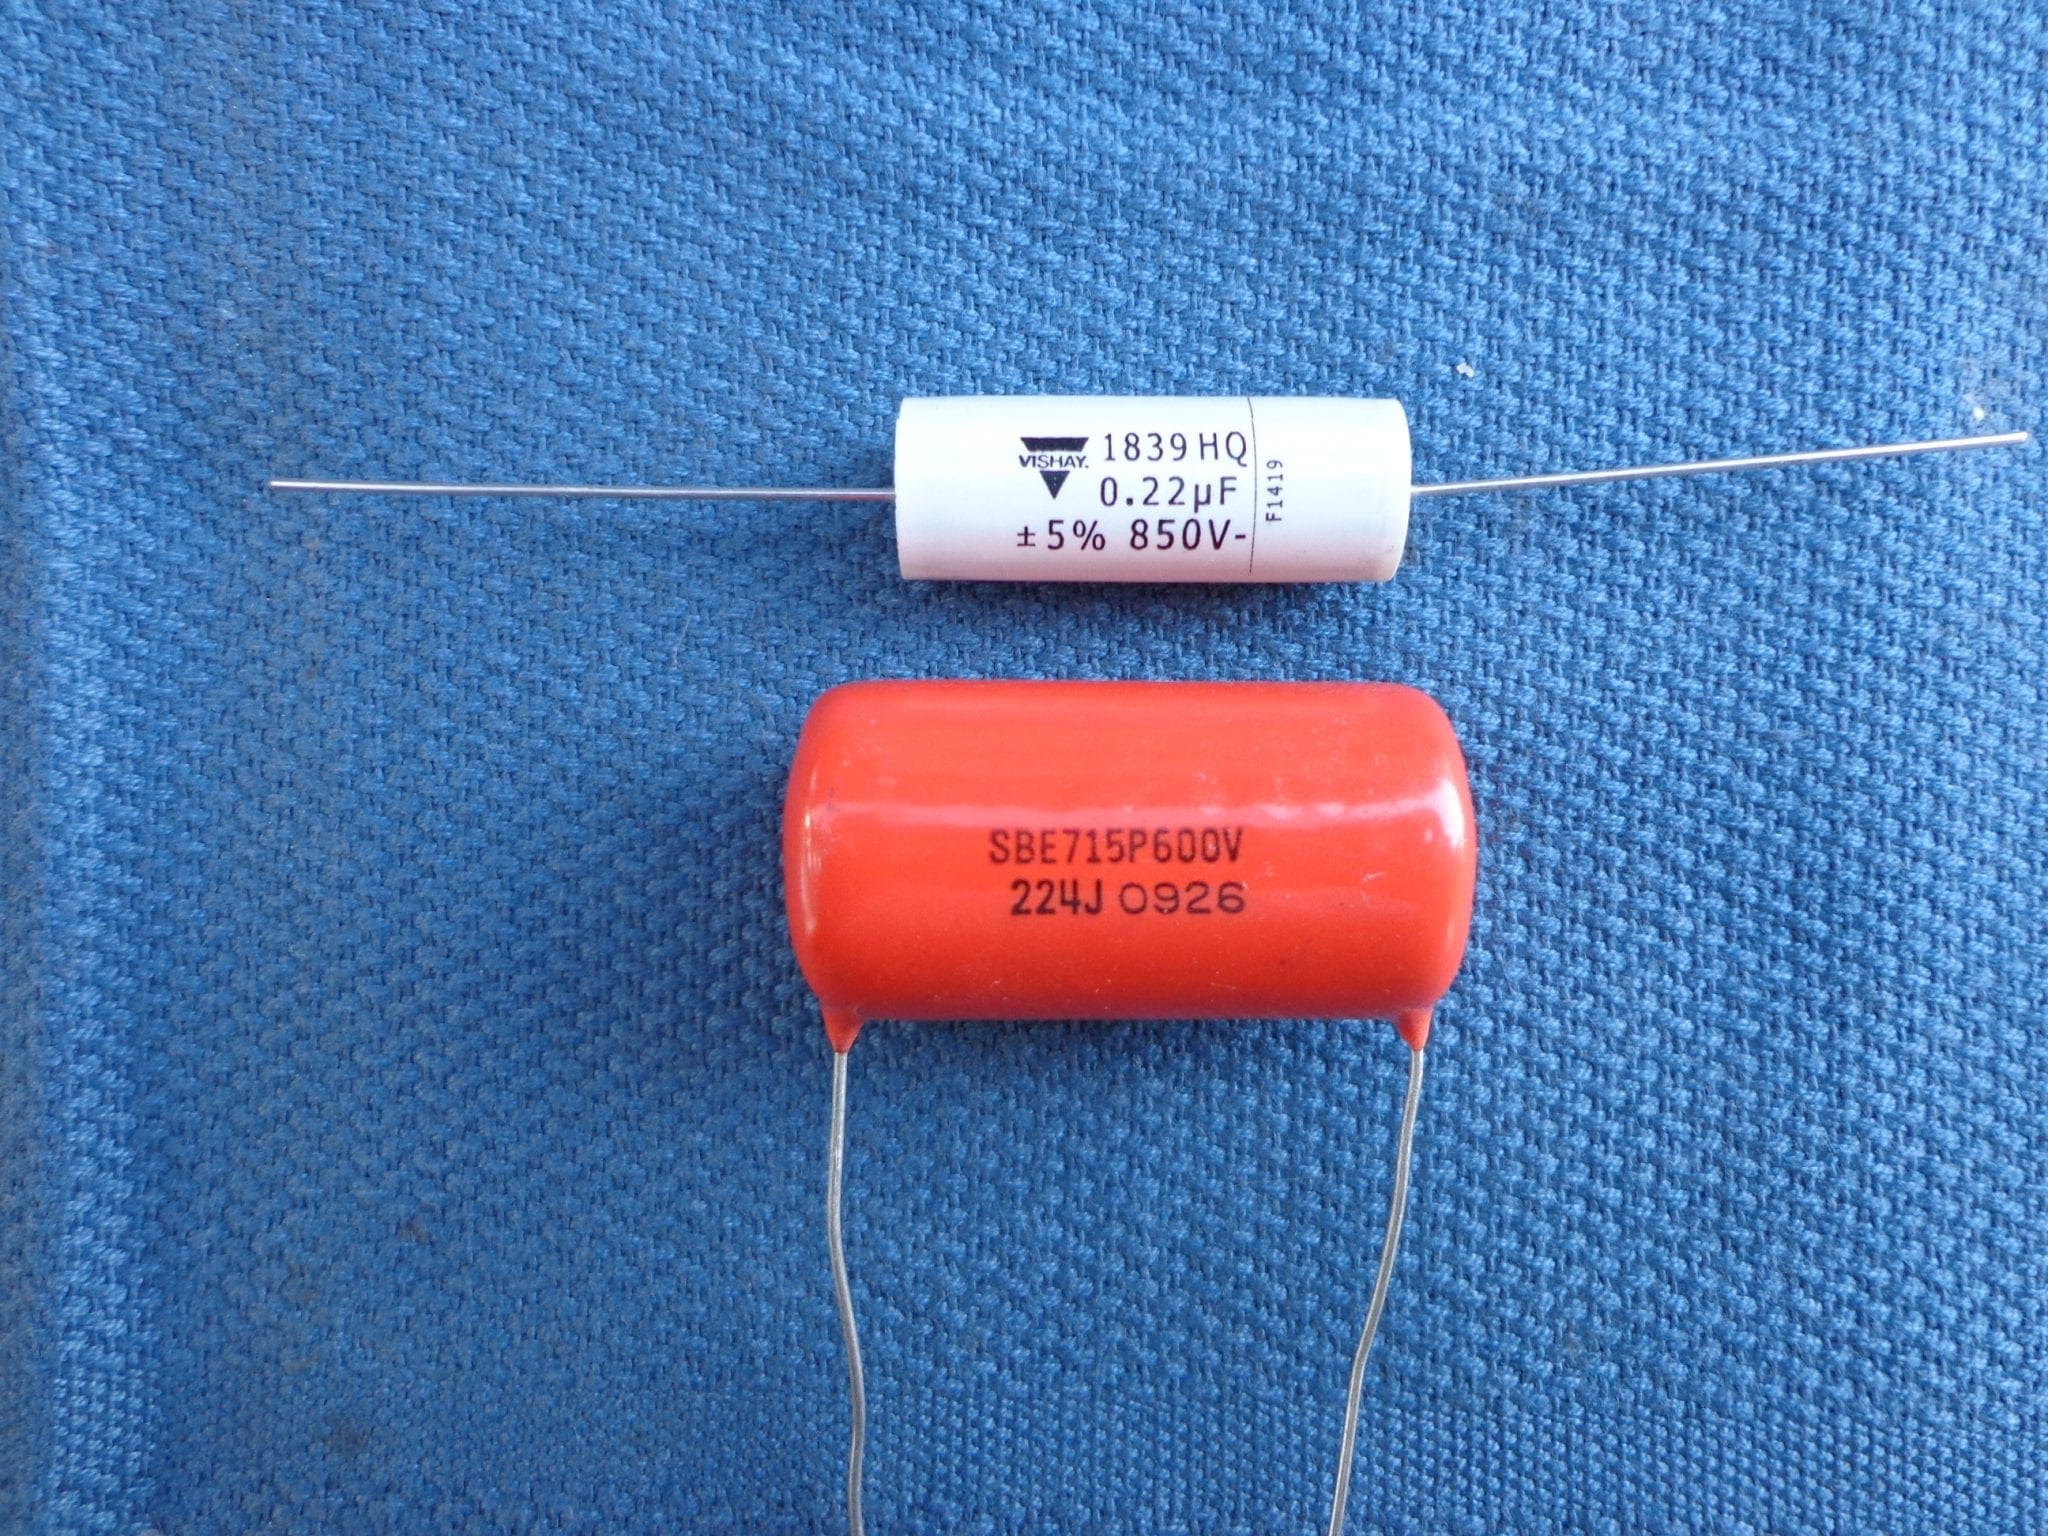 VISHAY. 1839 HQ
0.22µF
±5% 850V-
F1419
SBE715P600V
224J 0926